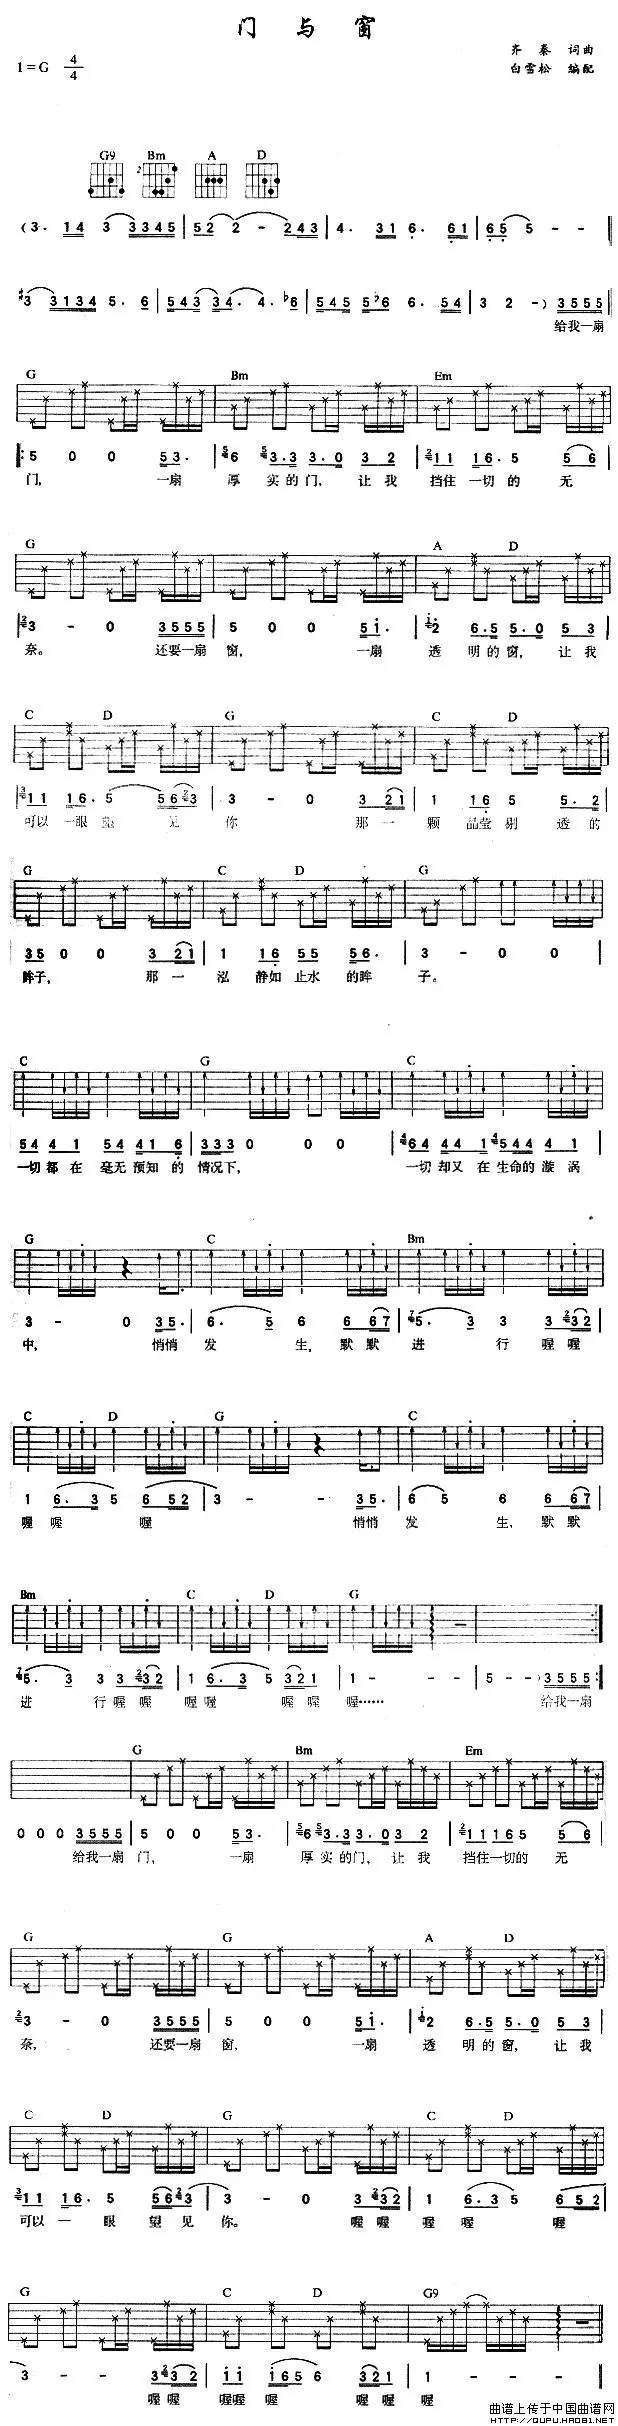 门与窗
齐秦 词曲
1=G 4/4
白雪松 编配
G9 Bm A D
(3. 14 3 3345 | 52 2 - 243 | 4. 31 6. 61 | 65 5 - -
#3 3134 5. 6 | 543 34. 4. b6 | 545 5b6 6. 54 | 3 2 - ) 3555
给我一扇
G Bm Em
5 0 0 53. | 6 3.3 3.0 3 2 | 11 16.5 5 6
门, 一扇 厚 实的门, 让我 挡住 一切的 无
G A D
3 - 0 3555 | 5 0 0 5i. | 2 6.5 5.0 5 3
奈。 还要一扇 窗, 一扇 透 明的窗, 让我
C D G C D
11 16.5 563 | 3 - 0 3 21 | 1 16 5 5.2
可以 一眼 望 见 你 那一 颗 晶莹 剔 透的
G C D G
35 0 0 3 21 | 1 16 55 56. | 3 - 0 0
眸子, 那一 泓 静如 止水 的眸 子。
C G C
54 4 1 54 41 6 | 333 0 0 0 | 64 44 1 544 4 1
一切 都 在 毫无 预知 的 情况下, 一切 却又 在 生命的 漩 涡
G C Bm
3 - 0 35. | 6. 5 6 6 67 | 5. 3 3 3 32
中, 悄悄 发 生, 默默 进 行 喔喔
C D G C
1 6.3 5 6 52 | 3 - - 35. | 6 5 6 6 67
喔 喔 喔 悄悄 发 生, 默默
Bm C D G
5. 3 3 3 32 | 1 6.3 5 321 | 1 - - - | 5 - - ) 3555
进 行 喔 喔 喔 喔 喔 喔 喔…… 给我一扇
G Bm Em
0 0 0 3555 | 5 0 0 53. | 6 3.3 3.0 3 2 | 11 165 5 6
给我一扇 门, 一扇 厚 实的门, 让我 挡住一切的 无
G G A D
3 - 0 3555 | 5 0 0 5i. | 2 6.5 5.0 5 3
奈, 还要一扇 窗, 一扇 透 明的窗, 让我
C D G C D
11 16. 5 563 | 3 - 0 3 32 | 1 6.3 5 6 52
可以 一 眼 望 见 你。 喔喔 喔 喔 喔
G C D G9
3 - - 3 32 | ii i65 6 321 | 1 - - -
喔 喔 喔喔 喔 喔 喔 喔
曲谱上传于中国曲谱网
HTTP://QUPU.HAO81.NET